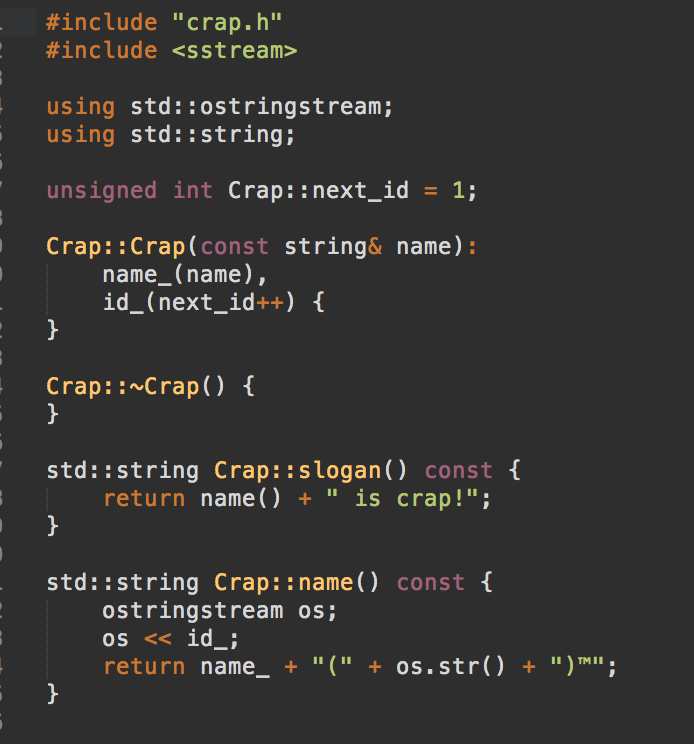 #include "crap.h"
#include <sstream>

using std::ostringstream;
using std::string;

unsigned int Crap::next_id = 1;

Crap::Crap(const string& name):
    name_(name),
    id_(next_id++) {
}

Crap::~Crap() {
}

std::string Crap::slogan() const {
    return name() + " is crap!";
}

std::string Crap::name() const {
    ostringstream os;
    os << id_;
    return name_ + "(" + os.str() + ")™";
}